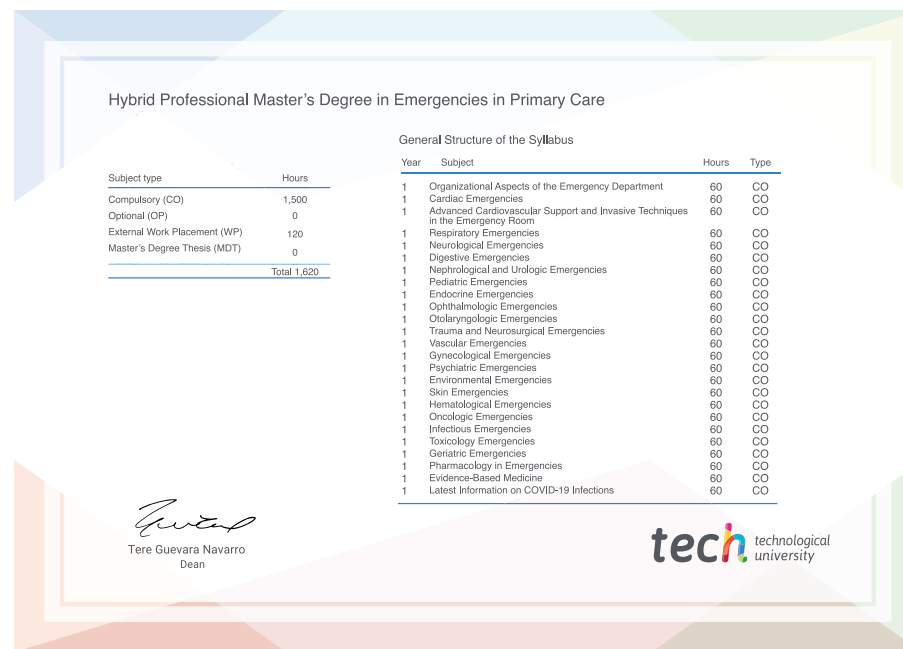 Hybrid Professional Master's Degree in Emergencies in Primary Care
Subject type Hours
Compulsory (CO) 1,500
Optional (OP) 0
External Work Placement (WP) 120
Master's Degree Thesis (MDT) 0
Total 1,620
General Structure of the Syllabus
Year Subject Hours Type
1 Organizational Aspects of the Emergency Department 60 CO
1 Cardiac Emergencies 60 CO
1 Advanced Cardiovascular Support and Invasive Techniques 60 CO
in the Emergency Room
1 Respiratory Emergencies 60 CO
1 Neurological Emergencies 60 CO
1 Digestive Emergencies 60 CO
1 Nephrological and Urologic Emergencies 60 CO
1 Pediatric Emergencies 60 CO
1 Endocrine Emergencies 60 CO
1 Ophthalmologic Emergencies 60 CO
1 Otolaryngologic Emergencies 60 CO
1 Trauma and Neurosurgical Emergencies 60 CO
1 Vascular Emergencies 60 CO
1 Gynecological Emergencies 60 CO
1 Psychiatric Emergencies 60 CO
1 Environmental Emergencies 60 CO
1 Skin Emergencies 60 CO
1 Hematological Emergencies 60 CO
1 Oncologic Emergencies 60 CO
1 Infectious Emergencies 60 CO
1 Toxicology Emergencies 60 CO
1 Geriatric Emergencies 60 CO
1 Pharmacology in Emergencies 60 CO
1 Evidence-Based Medicine 60 CO
1 Latest Information on COVID-19 Infections 60 CO
Tere Guevara Navarro
Dean
tech technological
university